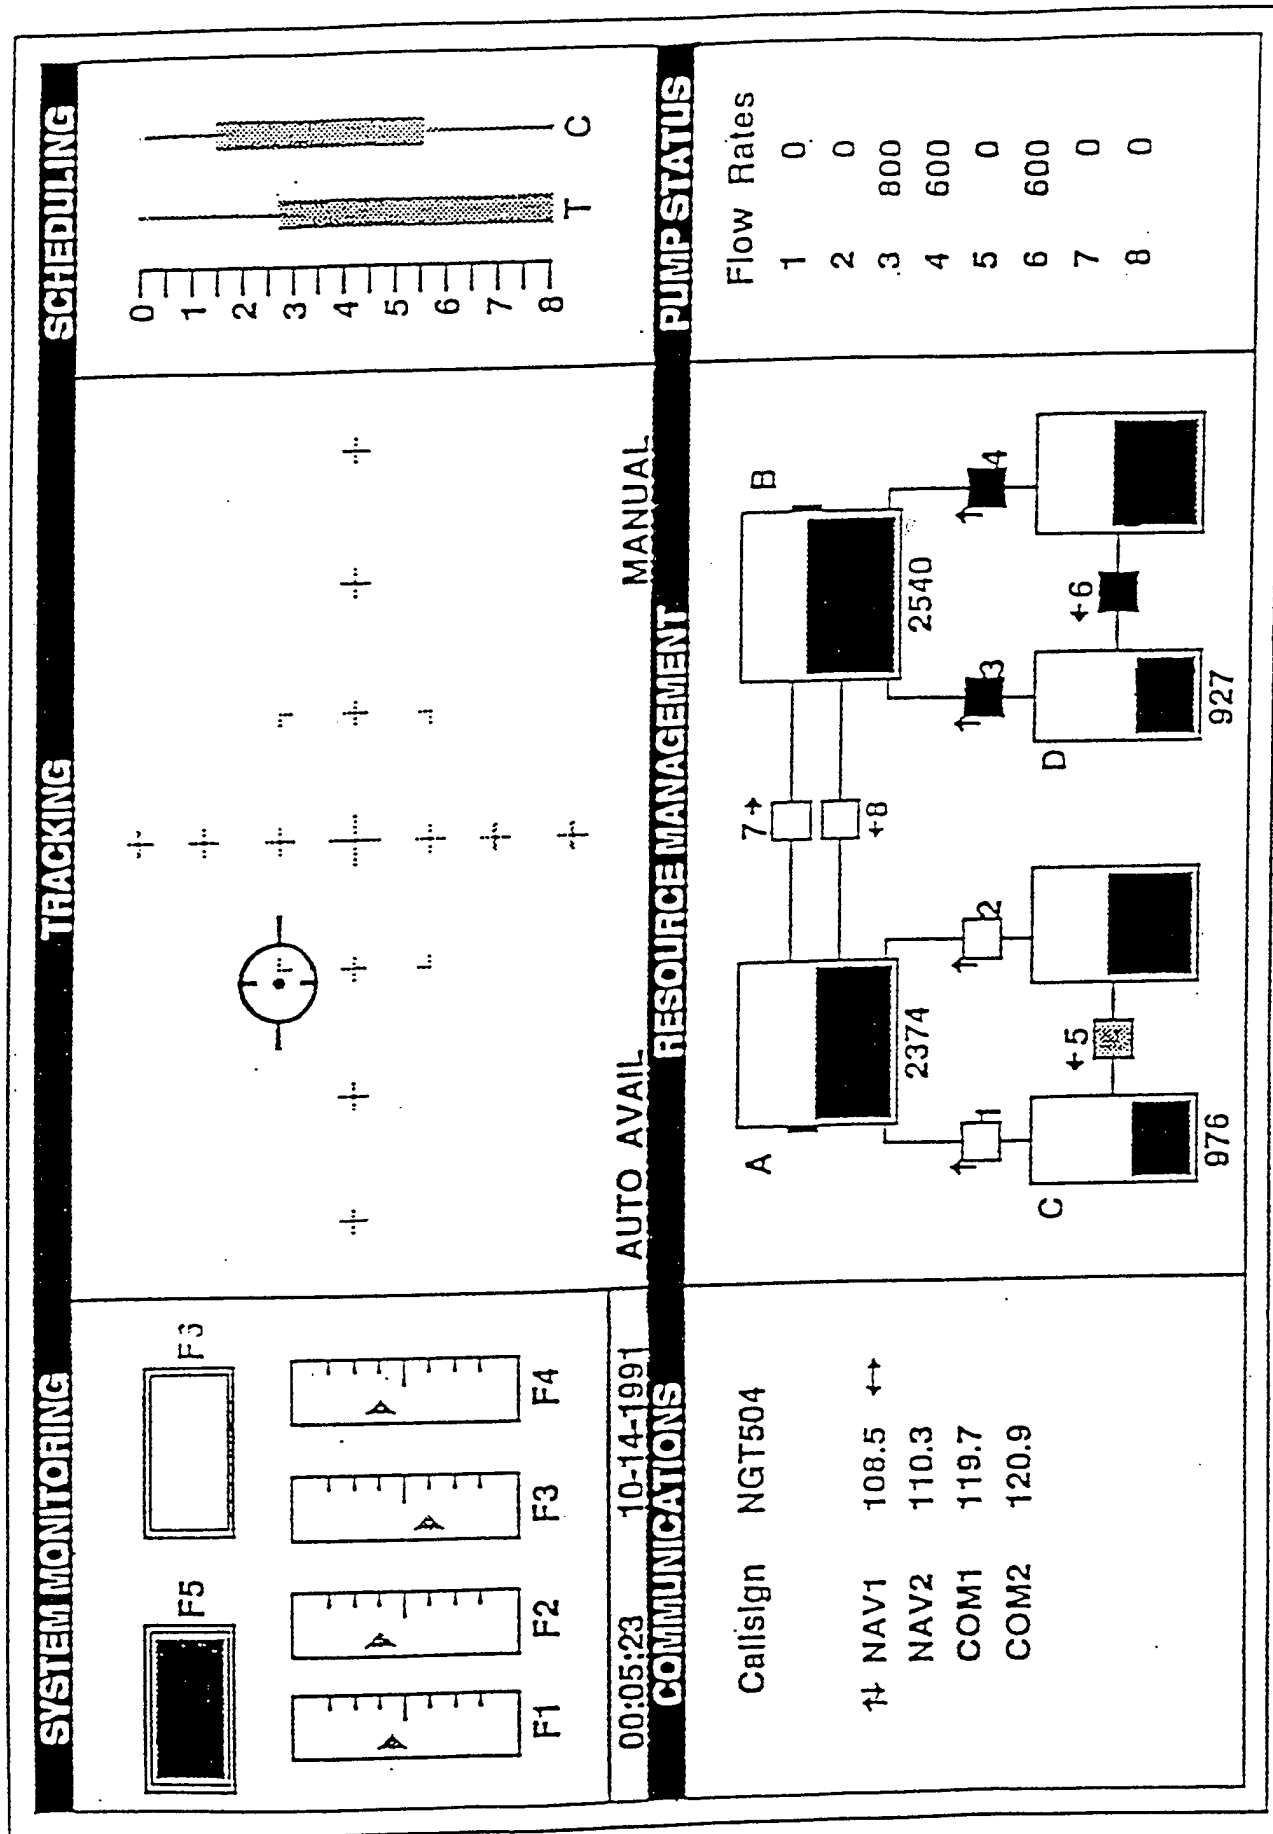 SYSTEM MONITORING
F5
F6
F1 F2 F3 F4
00:05:23 10-14-1991
TRACKING
AUTO AVAIL MANUAL
SCHEDULING
0
1
2
3
4
5
6
7
8
T C
COMMUNICATIONS
Callsign NGT504
↑↓ NAV1 108.5 ↔
NAV2 110.3
COM1 119.7
COM2 120.9
RESOURCE MANAGEMENT
A
B
7→
←8
2374
2540
↑ 1
↑ 2
↑ 3
↑ 4
C
←5
D
←6
976
927
PUMP STATUS
Flow Rates
1 0
2 0
3 800
4 600
5 0
6 600
7 0
8 0